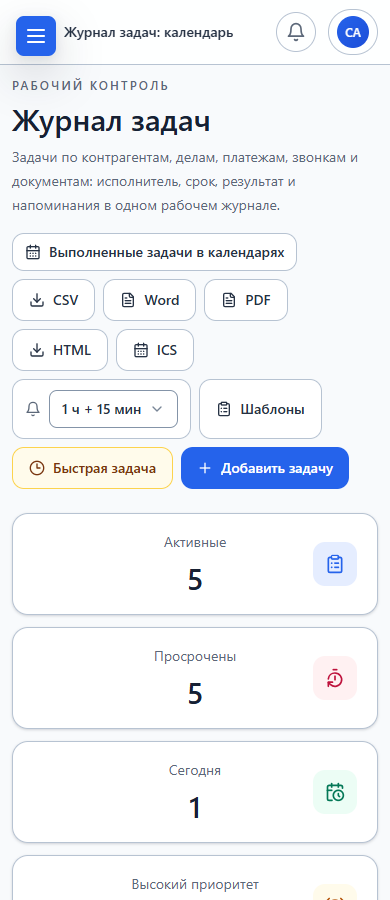 Журнал задач: календарь
CA
РАБОЧИЙ КОНТРОЛЬ
Журнал задач
Задачи по контрагентам, делам, платежам, звонкам и
документам: исполнитель, срок, результат и
напоминания в одном рабочем журнале.
Выполненные задачи в календарях
CSV
Word
PDF
HTML
ICS
1 ч + 15 мин
Шаблоны
Быстрая задача
Добавить задачу
Активные
5
Просрочены
5
Сегодня
1
Высокий приоритет